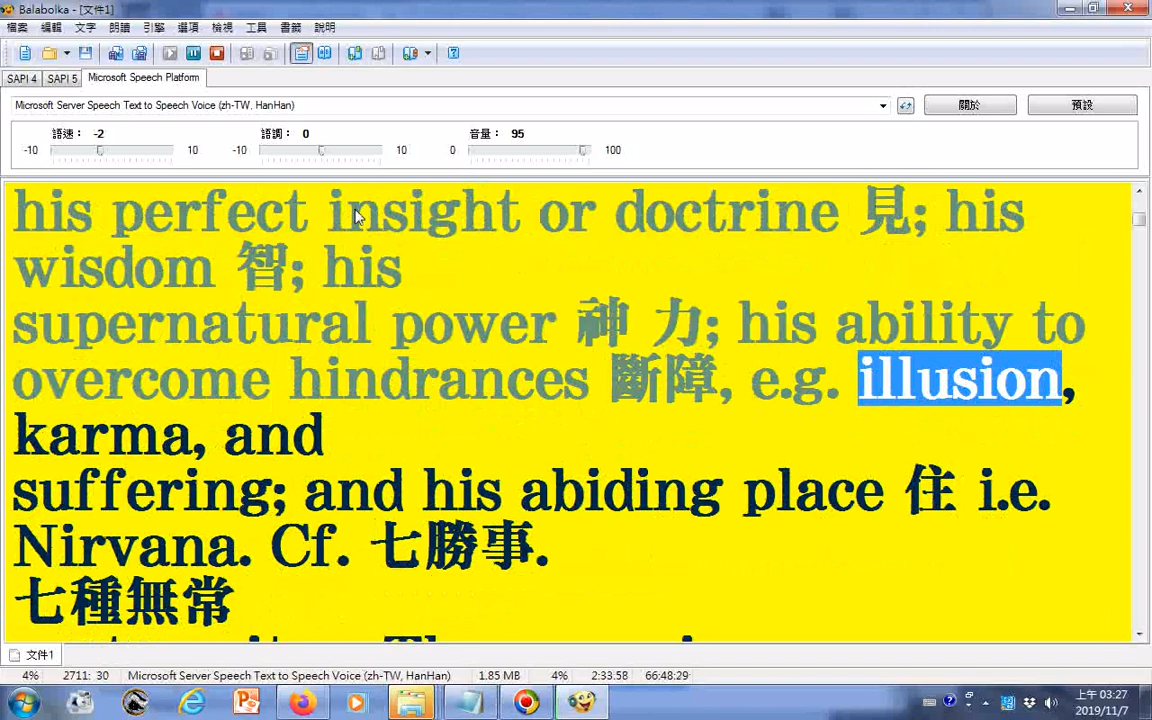 Balabolka - [文件1]
檔案 編輯 文字 朗讀 引擎 選項 檢視 工具 書籤 說明
SAPI 4 SAPI 5 Microsoft Speech Platform
Microsoft Server Speech Text to Speech Voice (zh-TW, HanHan) 關於 預設
語速： -2 語調： 0 音量： 95
-10 10 -10 10 0 100
his perfect insight or doctrine 見; his
wisdom 智; his
supernatural power 神 力; his ability to
overcome hindrances 斷障, e.g. illusion,
karma, and
suffering; and his abiding place 住 i.e.
Nirvana. Cf. 七勝事.
七種無常
文件1
4% 2711: 30 Microsoft Server Speech Text to Speech Voice (zh-TW, HanHan) 1.85 MB 4% 2:33.58 66:48:29
上午 03:27
2019/11/7